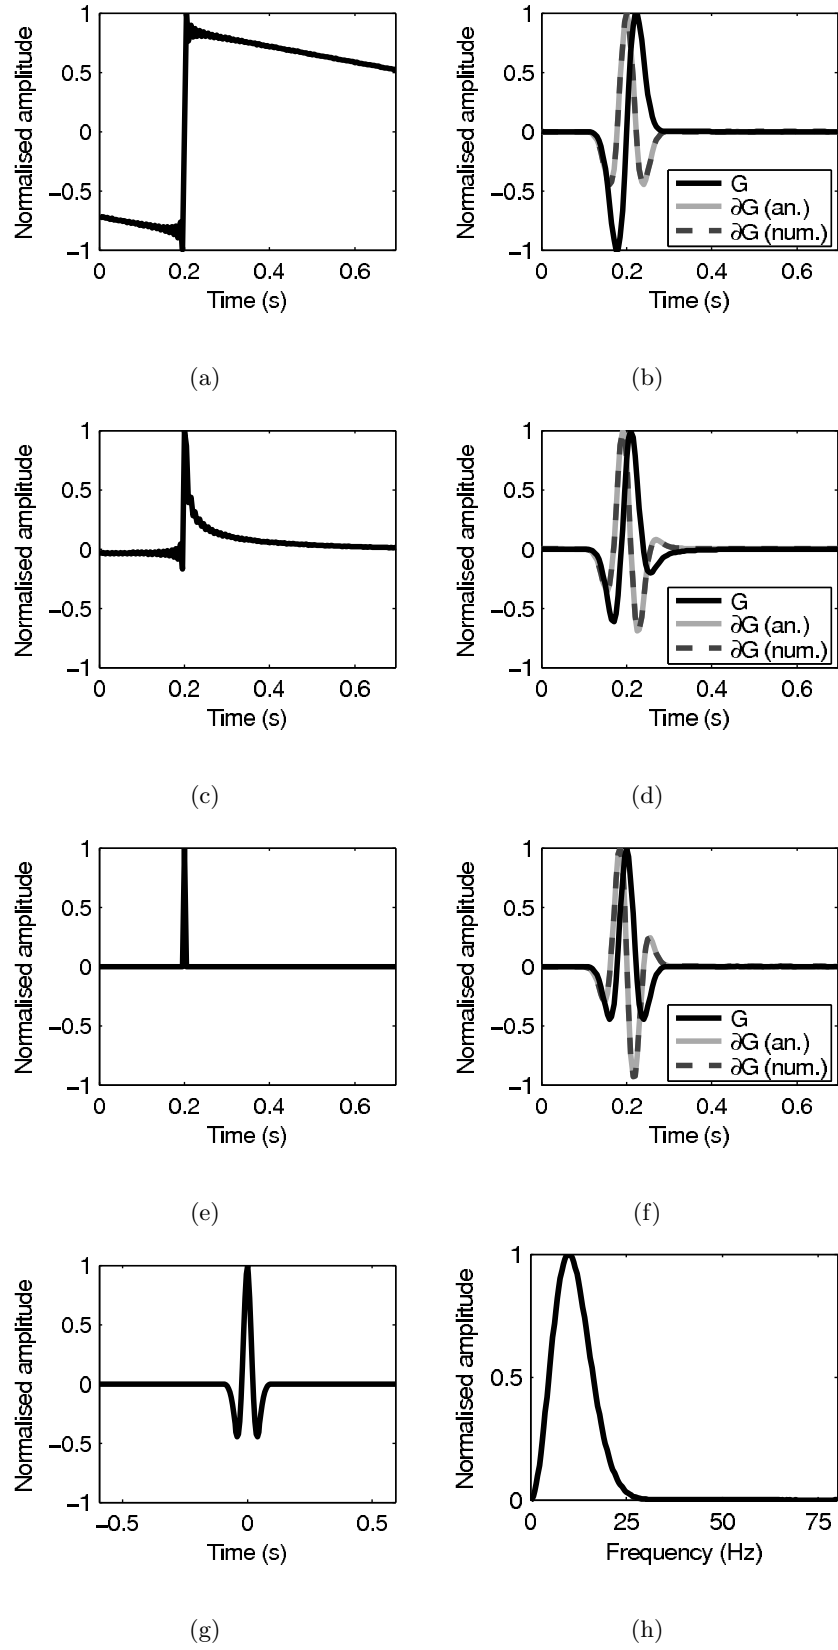 1
0.5
0
−0.5
−1
Normalised amplitude
0 0.2 0.4 0.6
Time (s)
(a)
1
0.5
0
−0.5
−1
Normalised amplitude
G
∂G (an.)
∂G (num.)
0 0.2 0.4 0.6
Time (s)
(b)
1
0.5
0
−0.5
−1
Normalised amplitude
0 0.2 0.4 0.6
Time (s)
(c)
1
0.5
0
−0.5
−1
Normalised amplitude
G
∂G (an.)
∂G (num.)
0 0.2 0.4 0.6
Time (s)
(d)
1
0.5
0
−0.5
−1
Normalised amplitude
0 0.2 0.4 0.6
Time (s)
(e)
1
0.5
0
−0.5
−1
Normalised amplitude
G
∂G (an.)
∂G (num.)
0 0.2 0.4 0.6
Time (s)
(f)
1
0.5
0
−0.5
−1
Normalised amplitude
−0.5 0 0.5
Time (s)
(g)
1
0.5
0
Normalised amplitude
0 25 50 75
Frequency (Hz)
(h)